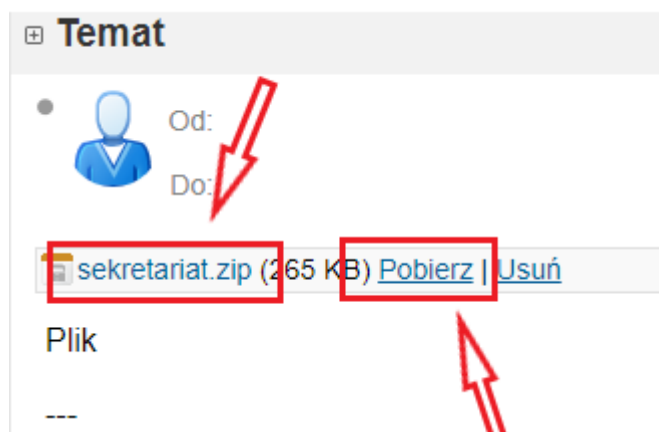 Temat
Od:
Do:
sekretariat.zip (265 KB) Pobierz | Usuń
Plik
---